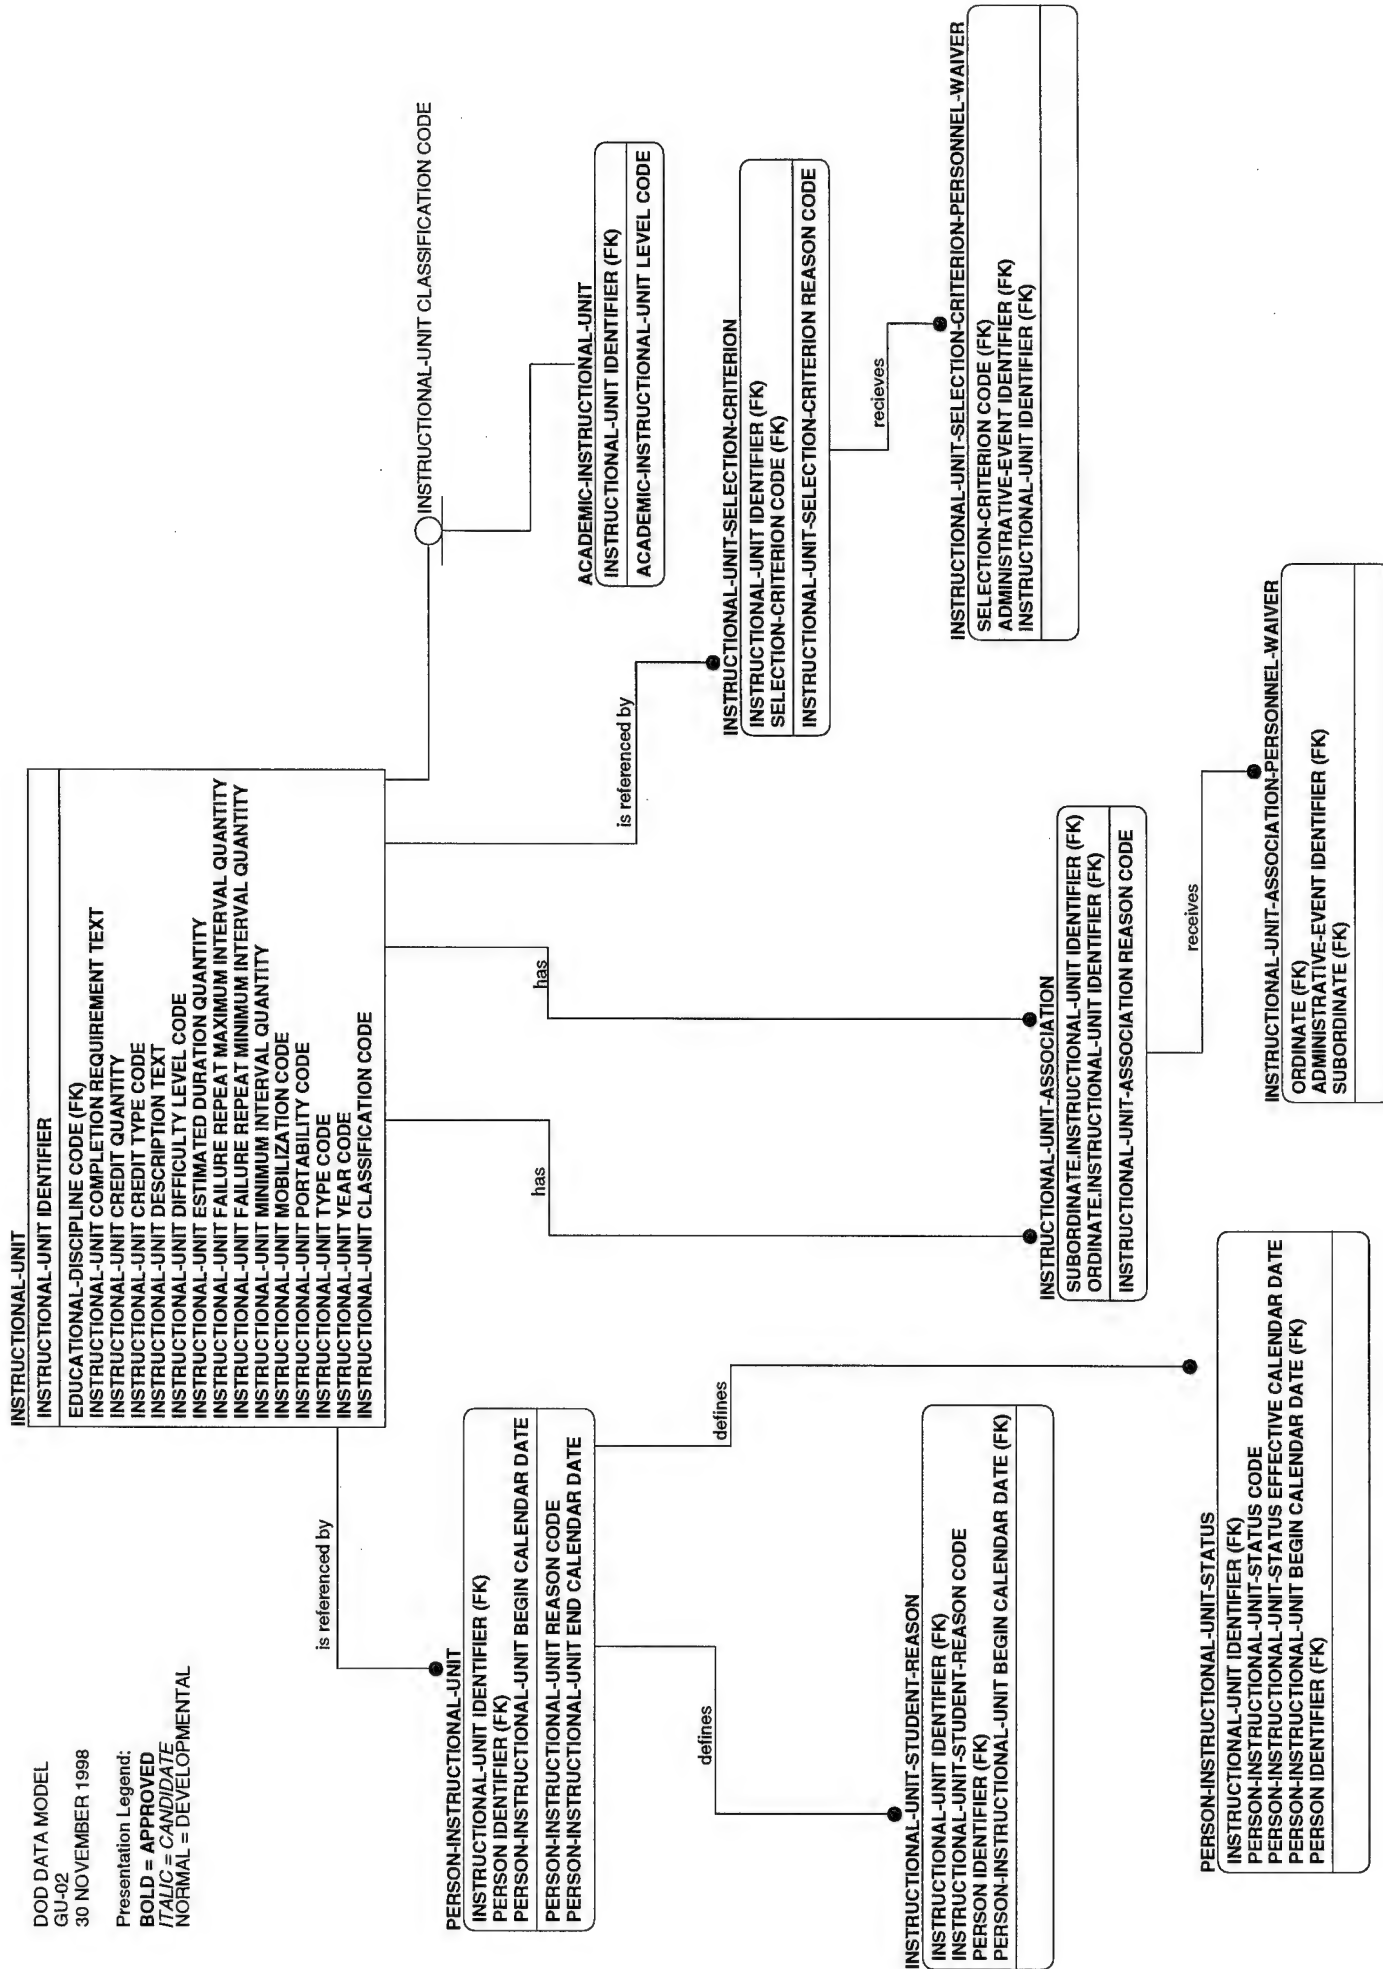 DOD DATA MODEL
GU-02
30 NOVEMBER 1998
Presentation Legend:
BOLD = APPROVED
ITALIC = CANDIDATE
NORMAL = DEVELOPMENTAL
INSTRUCTIONAL-UNIT
INSTRUCTIONAL-UNIT IDENTIFIER
EDUCATIONAL-DISCIPLINE CODE (FK)
INSTRUCTIONAL-UNIT COMPLETION REQUIREMENT TEXT
INSTRUCTIONAL-UNIT CREDIT QUANTITY
INSTRUCTIONAL-UNIT CREDIT TYPE CODE
INSTRUCTIONAL-UNIT DESCRIPTION TEXT
INSTRUCTIONAL-UNIT DIFFICULTY LEVEL CODE
INSTRUCTIONAL-UNIT ESTIMATED DURATION QUANTITY
INSTRUCTIONAL-UNIT FAILURE REPEAT MAXIMUM INTERVAL QUANTITY
INSTRUCTIONAL-UNIT FAILURE REPEAT MINIMUM INTERVAL QUANTITY
INSTRUCTIONAL-UNIT MINIMUM INTERVAL QUANTITY
INSTRUCTIONAL-UNIT MOBILIZATION CODE
INSTRUCTIONAL-UNIT PORTABILITY CODE
INSTRUCTIONAL-UNIT TYPE CODE
INSTRUCTIONAL-UNIT YEAR CODE
INSTRUCTIONAL-UNIT CLASSIFICATION CODE
is referenced by
has
has
is referenced by
INSTRUCTIONAL-UNIT CLASSIFICATION CODE
PERSON-INSTRUCTIONAL-UNIT
INSTRUCTIONAL-UNIT IDENTIFIER (FK)
PERSON IDENTIFIER (FK)
PERSON-INSTRUCTIONAL-UNIT BEGIN CALENDAR DATE
PERSON-INSTRUCTIONAL-UNIT REASON CODE
PERSON-INSTRUCTIONAL-UNIT END CALENDAR DATE
defines
defines
ACADEMIC-INSTRUCTIONAL-UNIT
INSTRUCTIONAL-UNIT IDENTIFIER (FK)
ACADEMIC-INSTRUCTIONAL-UNIT LEVEL CODE
INSTRUCTIONAL-UNIT-SELECTION-CRITERION
INSTRUCTIONAL-UNIT IDENTIFIER (FK)
SELECTION-CRITERION CODE (FK)
INSTRUCTIONAL-UNIT-SELECTION-CRITERION REASON CODE
recieves
INSTRUCTIONAL-UNIT-STUDENT-REASON
INSTRUCTIONAL-UNIT IDENTIFIER (FK)
INSTRUCTIONAL-UNIT-STUDENT-REASON CODE
PERSON IDENTIFIER (FK)
PERSON-INSTRUCTIONAL-UNIT BEGIN CALENDAR DATE (FK)
INSTRUCTIONAL-UNIT-SELECTION-CRITERION-PERSONNEL-WAIVER
SELECTION-CRITERION CODE (FK)
ADMINISTRATIVE-EVENT IDENTIFIER (FK)
INSTRUCTIONAL-UNIT IDENTIFIER (FK)
INSTRUCTIONAL-UNIT-ASSOCIATION
SUBORDINATE.INSTRUCTIONAL-UNIT IDENTIFIER (FK)
ORDINATE.INSTRUCTIONAL-UNIT IDENTIFIER (FK)
INSTRUCTIONAL-UNIT-ASSOCIATION REASON CODE
receives
PERSON-INSTRUCTIONAL-UNIT-STATUS
INSTRUCTIONAL-UNIT IDENTIFIER (FK)
PERSON-INSTRUCTIONAL-UNIT-STATUS CODE
PERSON-INSTRUCTIONAL-UNIT-STATUS EFFECTIVE CALENDAR DATE
PERSON-INSTRUCTIONAL-UNIT BEGIN CALENDAR DATE (FK)
PERSON IDENTIFIER (FK)
INSTRUCTIONAL-UNIT-ASSOCIATION-PERSONNEL-WAIVER
ORDINATE (FK)
ADMINISTRATIVE-EVENT IDENTIFIER (FK)
SUBORDINATE (FK)